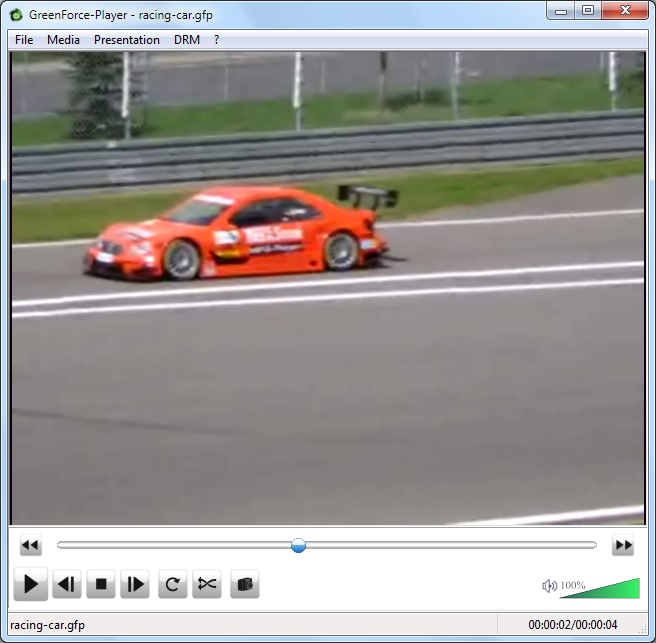 GreenForce-Player - racing-car.gfp
File Media Presentation DRM ?
100%
racing-car.gfp 00:00:02/00:00:04